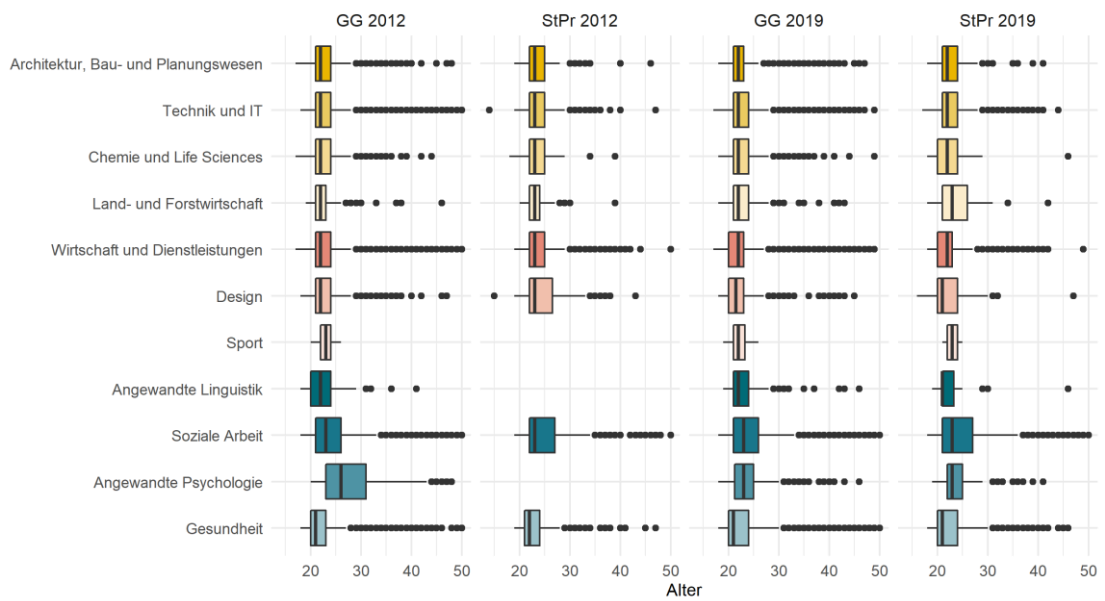 GG 2012 StPr 2012 GG 2019 StPr 2019
Architektur, Bau- und Planungswesen
Technik und IT
Chemie und Life Sciences
Land- und Forstwirtschaft
Wirtschaft und Dienstleistungen
Design
Sport
Angewandte Linguistik
Soziale Arbeit
Angewandte Psychologie
Gesundheit
20 30 40 50 20 30 40 50 20 30 40 50 20 30 40 50
Alter